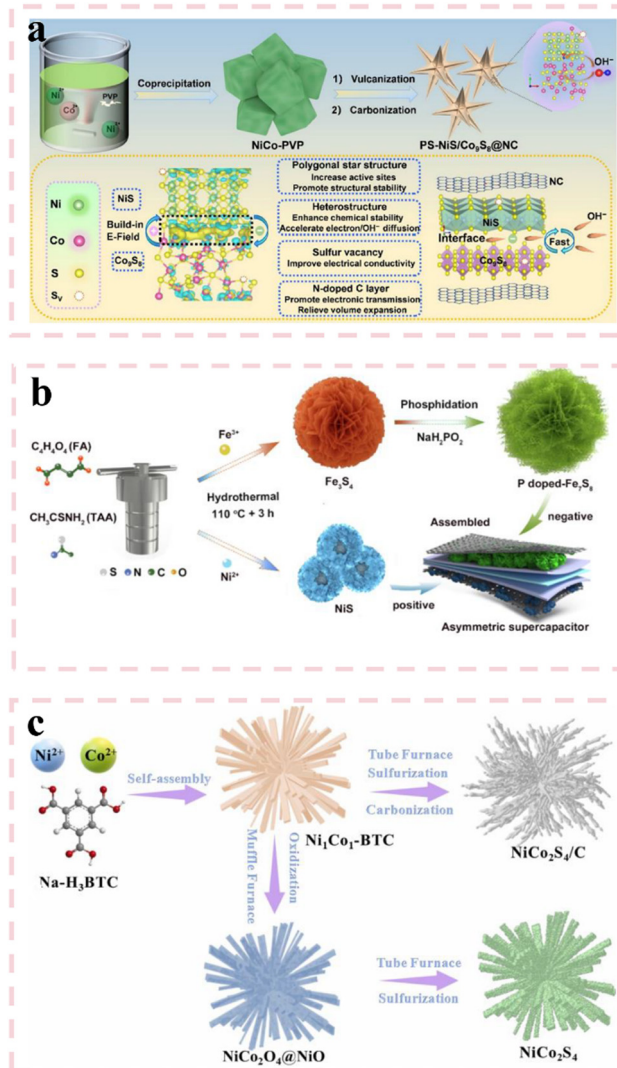 a
Coprecipitation
1) Vulcanization
2) Carbonization
OH⁻
PVP
Co²⁺
NiCo-PVP
PS-NiS/Co₉S₈@NC
Polygonal star structure
Increase active sites
Promote structural stability
Heterostructure
Enhance chemical stability
Accelerate electron/OH⁻ diffusion
Sulfur vacancy
Improve electrical conductivity
N-doped C layer
Promote electronic transmission
Relieve volume expansion
Ni
Co
S
Sᵥ
NiS
Build-in
E-Field
Co₉S₈
NC
NiS
OH⁻
Interface
Fast
Co₉S₈
b
C₄H₄O₄ (FA)
CH₃CSNH₂ (TAA)
S N C O
Fe³⁺
Hydrothermal
110 °C + 3 h
Ni²⁺
Fe₃S₄
Phosphidation
NaH₂PO₂
P doped-Fe₇S₈
negative
Assembled
NiS
positive
Asymmetric supercapacitor
c
Ni²⁺
Co²⁺
Self-assembly
Na-H₃BTC
Ni₁Co₁-BTC
Tube Furnace
Sulfurization
Carbonization
NiCo₂S₄/C
Muffle Furnace
Oxidization
NiCo₂O₄@NiO
Tube Furnace
Sulfurization
NiCo₂S₄